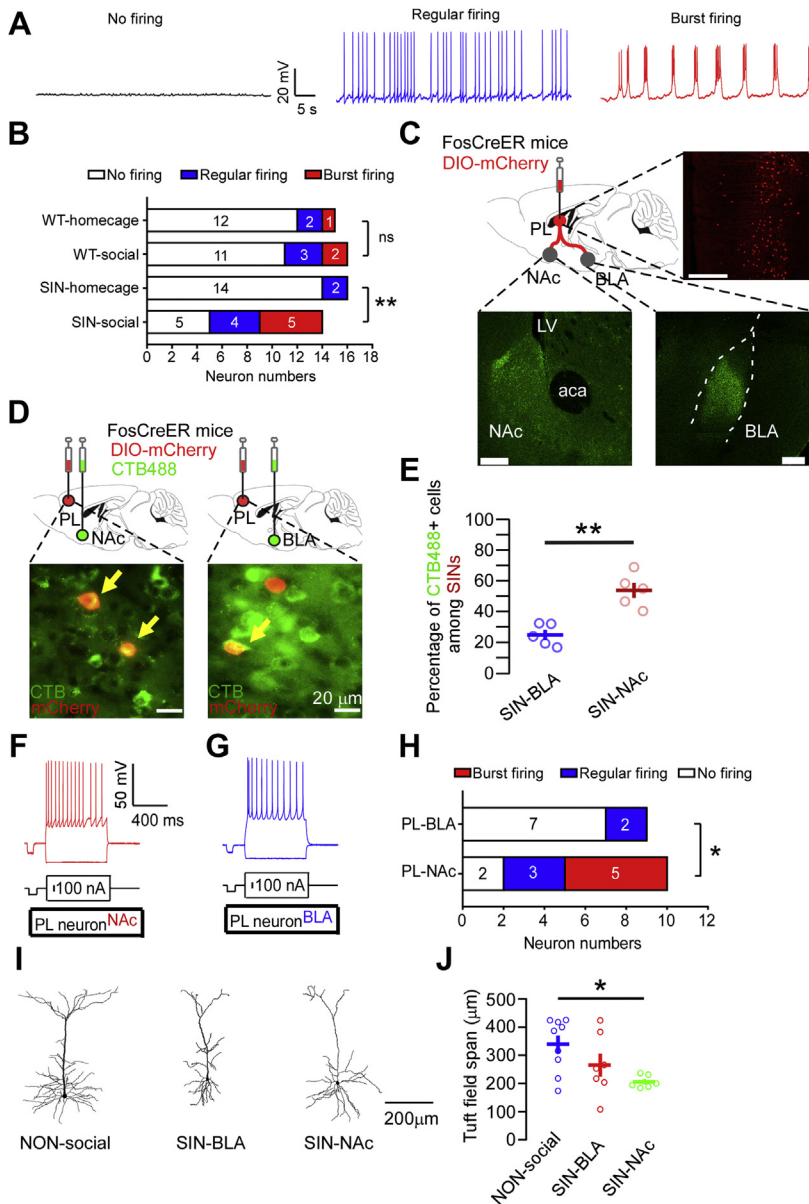 A
No firing
Regular firing
Burst firing
20 mV
5 s
B
No firing
Regular firing
Burst firing
WT-homecage
12
2
1
WT-social
11
3
2
ns
SIN-homecage
14
2
SIN-social
5
4
5
**
0 2 4 6 8 10 12 14 16 18
Neuron numbers
C
FosCreER mice
DIO-mCherry
PL
NAc
BLA
LV
aca
NAc
BLA
D
FosCreER mice
DIO-mCherry
CTB488
PL
NAc
PL
BLA
CTB
mCherry
CTB
mCherry
20 μm
E
Percentage of CTB488+ cells
among SINs
100
80
60
40
20
0
**
SIN-BLA
SIN-NAc
F
50 mV
400 ms
100 nA
PL neuron NAc
G
100 nA
PL neuron BLA
H
Burst firing
Regular firing
No firing
PL-BLA
7
2
PL-NAc
2
3
5
*
0 2 4 6 8 10 12
Neuron numbers
I
NON-social
SIN-BLA
SIN-NAc
200μm
J
Tuft field span (μm)
500
400
300
200
100
0
*
NON-social
SIN-BLA
SIN-NAc